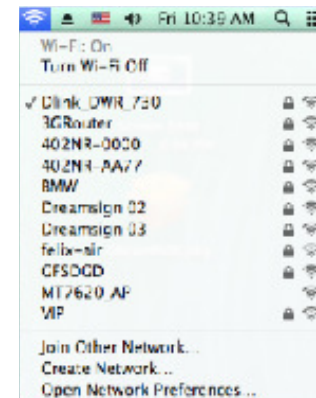 Fri 10:39 AM
Wi-Fi: On
Turn Wi-Fi Off
✓ Dlink_DWR_730
3GRouter
402NR-0000
402NR-AA77
BMW
Dreamsign 02
Dreamsign 03
felix-air
CFSDGD
MT7620_AP
VIP
Join Other Network...
Create Network...
Open Network Preferences...